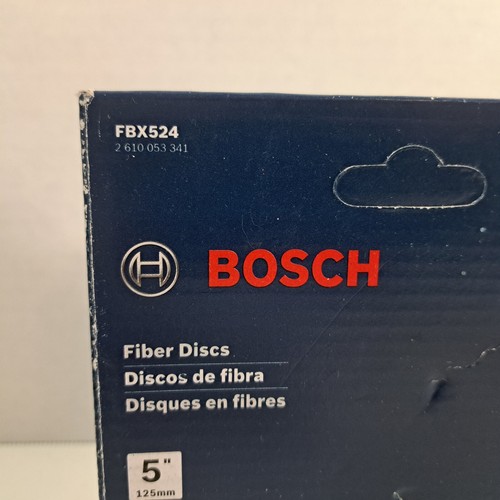 FBX524
2 610 053 341
BOSCH
Fiber Discs
Discos de fibra
Disques en fibres
5"
125mm